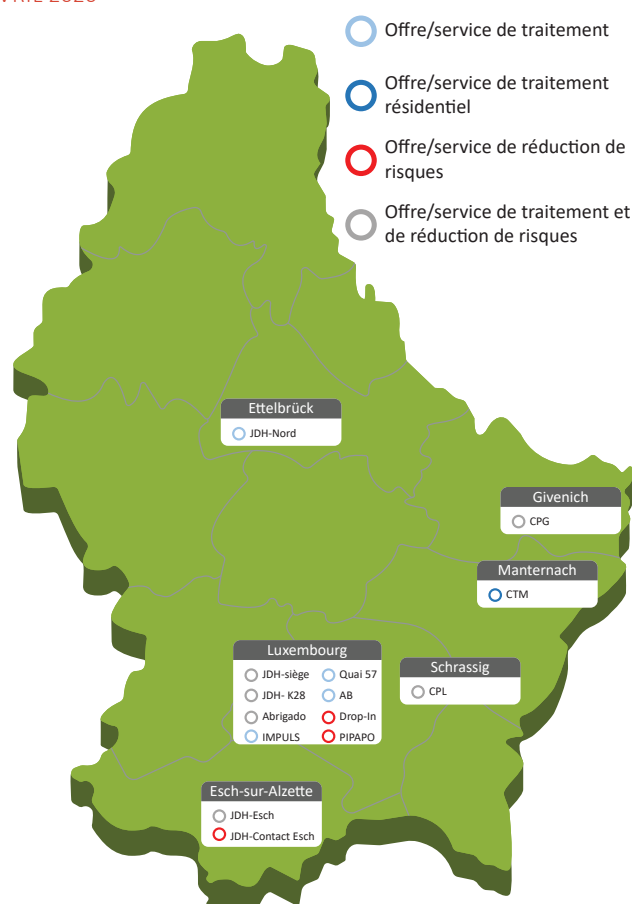 Offre/service de traitement
Offre/service de traitement
résidentiel
Offre/service de réduction de
risques
Offre/service de traitement et
de réduction de risques
Ettelbrück
JDH-Nord
Givenich
CPG
Manternach
CTM
Luxembourg
JDH-siège Quai 57
JDH- K28 AB
Abrigado Drop-In
IMPULS PIPAPO
Schrassig
CPL
Esch-sur-Alzette
JDH-Esch
JDH-Contact Esch